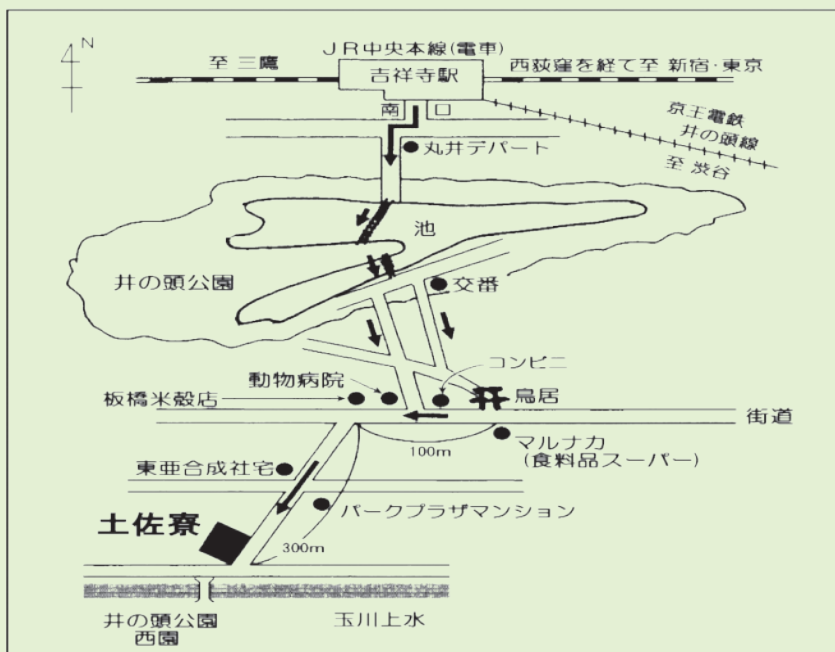 N
JR中央本線(電車)
至 三鷹
吉祥寺駅
西荻窪を経て至 新宿・東京
南 口
京王電鉄
井の頭線
至 渋谷
丸井デパート
池
井の頭公園
交番
コンビニ
動物病院
板橋米穀店
鳥居
街道
100m
マルナカ
(食料品スーパー)
東亜合成社宅
パークプラザマンション
土佐寮
300m
井の頭公園
西園
玉川上水